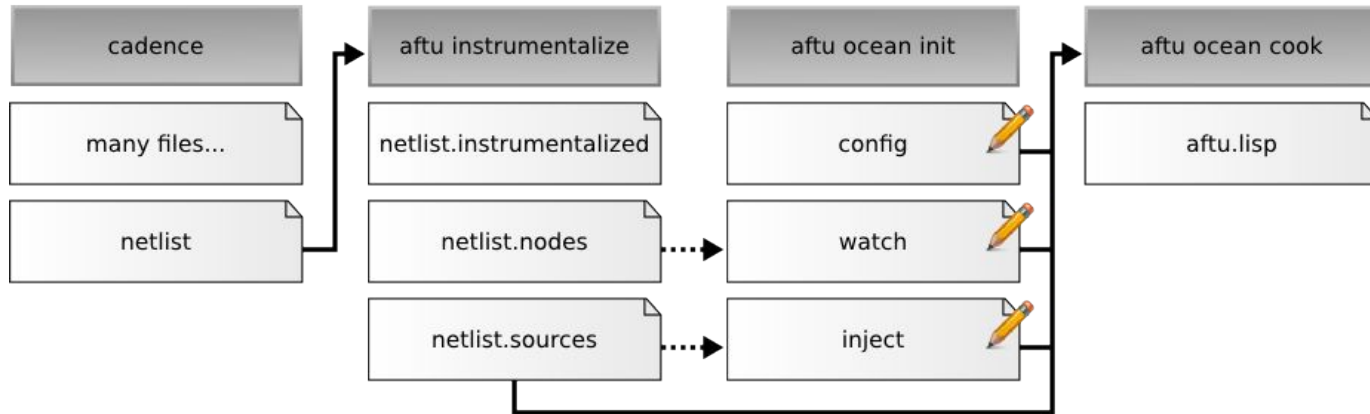 cadence
many files...
netlist
aftu instrumentalize
netlist.instrumentalized
netlist.nodes
netlist.sources
aftu ocean init
config
watch
inject
aftu ocean cook
aftu.lisp